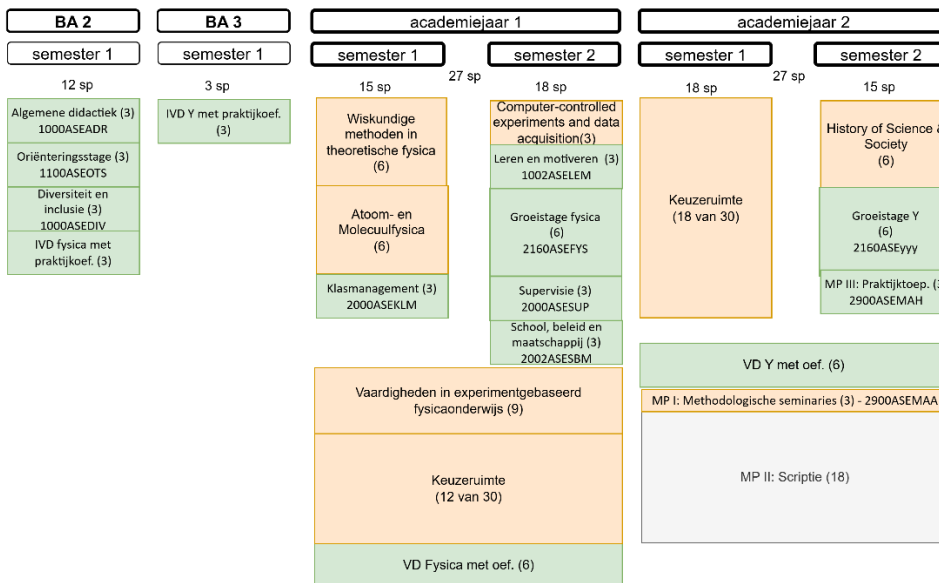 BA 2
BA 3
academiejaar 1
academiejaar 2
semester 1
semester 1
semester 1
semester 2
semester 1
semester 2
12 sp
3 sp
15 sp
27 sp
18 sp
18 sp
27 sp
15 sp
Algemene didactiek (3)
1000ASEADR
Oriënteringsstage (3)
1100ASEOTS
Diversiteit en
inclusie (3)
1000ASEDIV
IVD fysica met
praktijkoef. (3)
IVD Y met praktijkoef.
(3)
Wiskundige
methoden in
theoretische fysica
(6)
Atoom- en
Molecuulfysica
(6)
Klasmanagement (3)
2000ASEKLM
Computer-controlled
experiments and data
acquisition(3)
Leren en motiveren (3)
1002ASELEM
Groeistage fysica
(6)
2160ASEFYS
Supervisie (3)
2000ASESUP
School, beleid en
maatschappij (3)
2002ASESBM
Vaardigheden in experimentgebaseerd
fysicaonderwijs (9)
Keuzeruimte
(12 van 30)
VD Fysica met oef. (6)
Keuzeruimte
(18 van 30)
History of Science &
Society
(6)
Groeistage Y
(6)
2160ASEyyy
MP III: Praktijktoep. (3
2900ASEMAH
VD Y met oef. (6)
MP I: Methodologische seminaries (3) - 2900ASEMAA
MP II: Scriptie (18)